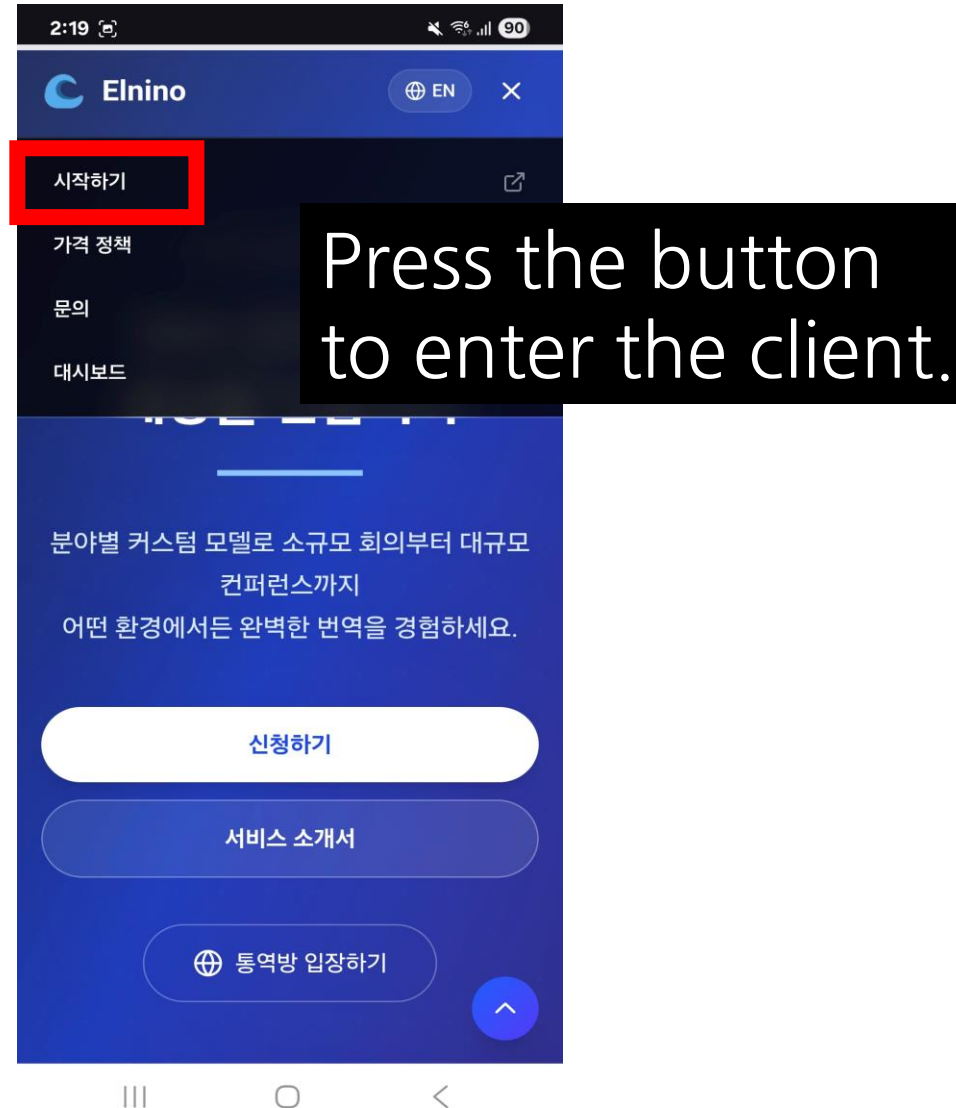 2:19
90
Elnino
EN
시작하기
가격 정책
문의
대시보드
Press the button
to enter the client.
분야별 커스텀 모델로 소규모 회의부터 대규모
컨퍼런스까지
어떤 환경에서든 완벽한 번역을 경험하세요.
신청하기
서비스 소개서
통역방 입장하기